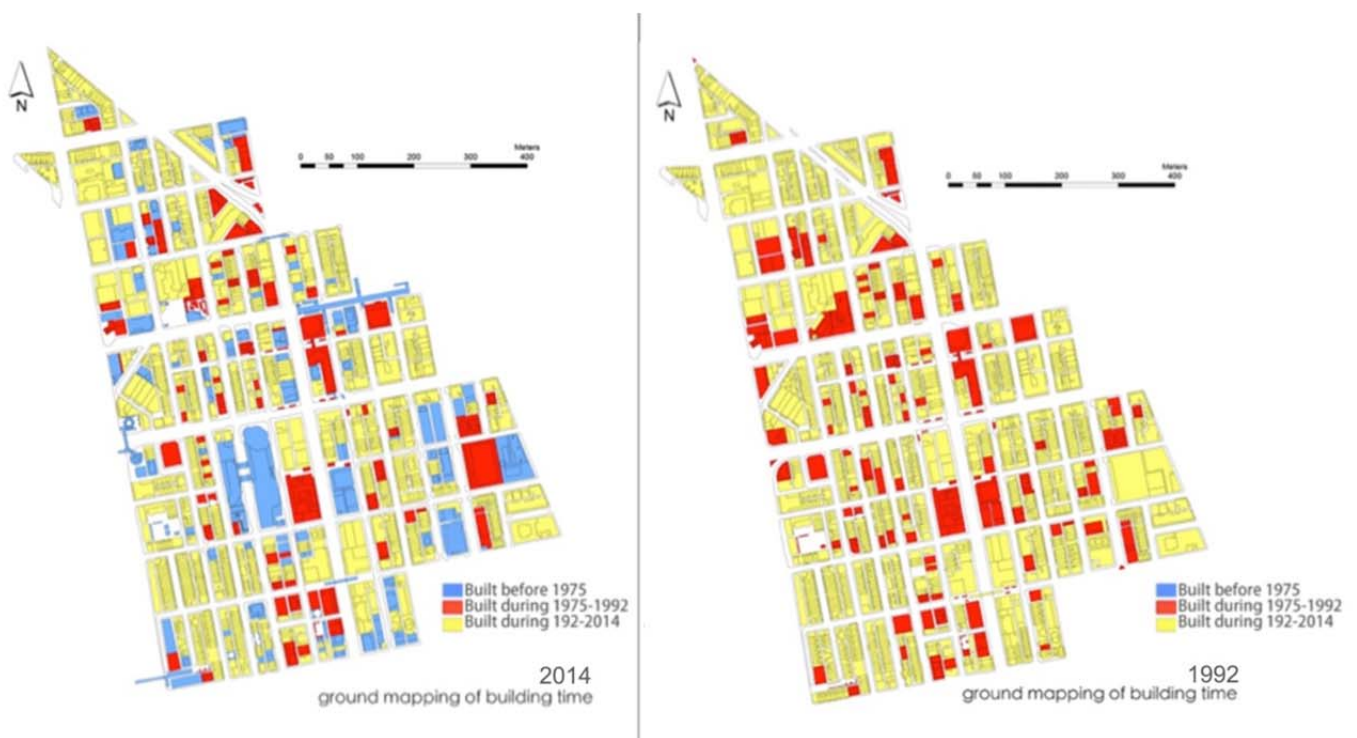 N
Meters
0 50 100 200 300 400
Built before 1975
Built during 1975-1992
Built during 192-2014
2014
ground mapping of building time
N
Meters
0 50 100 200 300 400
Built before 1975
Built during 1975-1992
Built during 192-2014
1992
ground mapping of building time